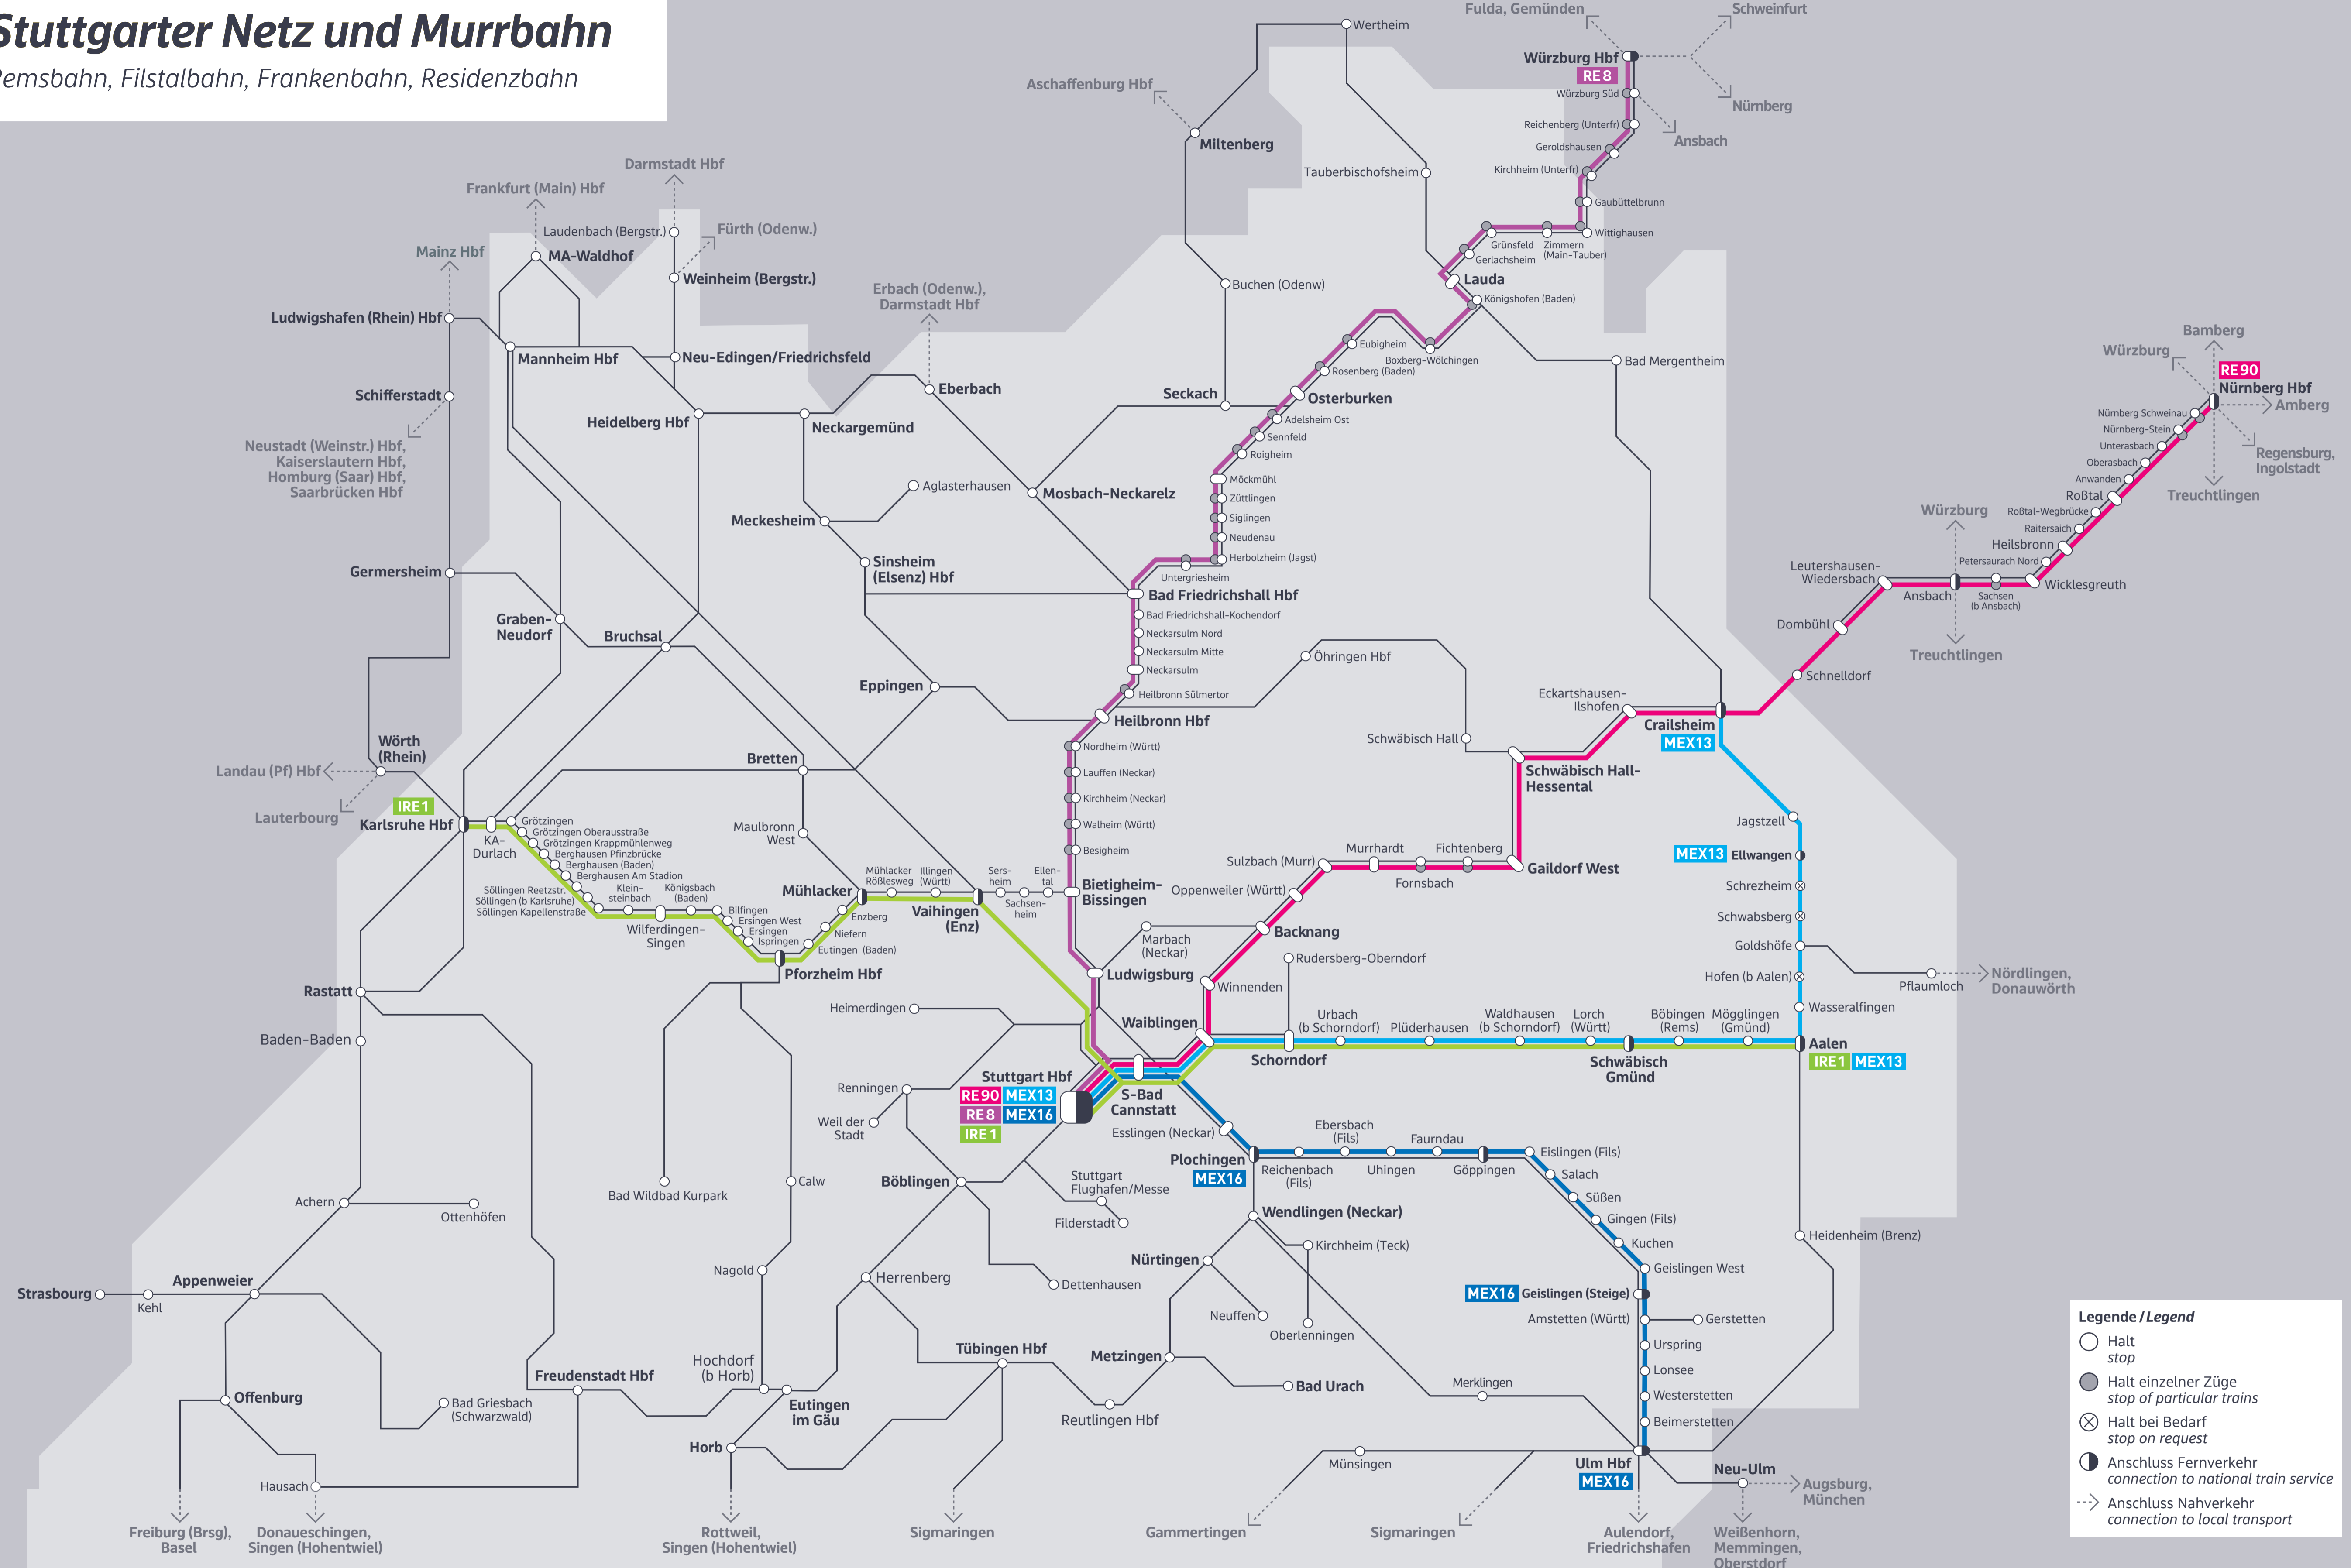 Stuttgarter Netz und Murrbahn
Remsbahn, Filstalbahn, Frankenbahn, Residenzbahn
Wertheim
Fulda, Gemünden
Schweinfurt
Würzburg Hbf
RE 8
Würzburg Süd
Nürnberg
Reichenberg (Unterfr)
Ansbach
Geroldshausen
Kirchheim (Unterfr)
Gaubüttelbrunn
Wittighausen
Zimmern
(Main-Tauber)
Grünsfeld
Gerlachsheim
Lauda
Königshofen (Baden)
Aschaffenburg Hbf
Miltenberg
Tauberbischofsheim
Buchen (Odenw)
Eubigheim
Boxberg-Wölchingen
Rosenberg (Baden)
Bad Mergentheim
Seckach
Osterburken
Adelsheim Ost
Sennfeld
Roigheim
Möckmühl
Züttlingen
Siglingen
Neudenau
Herbolzheim (Jagst)
Untergriesheim
Bad Friedrichshall Hbf
Bad Friedrichshall-Kochendorf
Neckarsulm Nord
Neckarsulm Mitte
Neckarsulm
Heilbronn Sülmertor
Heilbronn Hbf
Nordheim (Württ)
Lauffen (Neckar)
Kirchheim (Neckar)
Walheim (Württ)
Besigheim
Bietigheim-
Bissingen
Darmstadt Hbf
Frankfurt (Main) Hbf
Laudenbach (Bergstr.)
Fürth (Odenw.)
Mainz Hbf
MA-Waldhof
Weinheim (Bergstr.)
Erbach (Odenw.),
Darmstadt Hbf
Ludwigshafen (Rhein) Hbf
Mannheim Hbf
Neu-Edingen/Friedrichsfeld
Schifferstadt
Eberbach
Heidelberg Hbf
Neckargemünd
Neustadt (Weinstr.) Hbf,
Kaiserslautern Hbf,
Homburg (Saar) Hbf,
Saarbrücken Hbf
Aglasterhausen
Mosbach-Neckarelz
Meckesheim
Sinsheim
(Elsenz) Hbf
Germersheim
Graben-
Neudorf
Bruchsal
Eppingen
Öhringen Hbf
Schwäbisch Hall
Wörth
(Rhein)
Landau (Pf) Hbf
Lauterbourg
Bretten
Maulbronn
West
IRE 1
Karlsruhe Hbf
KA-
Durlach
Grötzingen
Grötzingen Oberausstraße
Grötzingen Krappmühlenweg
Berghausen Pfinzbrücke
Berghausen (Baden)
Berghausen Am Stadion
Söllingen Reetzstr.
Söllingen (b Karlsruhe)
Söllingen Kapellenstraße
Klein-
steinbach
Wilferdingen-
Singen
Königsbach
(Baden)
Bilfingen
Ersingen West
Ersingen
Ispringen
Pforzheim Hbf
Eutingen (Baden)
Niefern
Enzberg
Mühlacker
Mühlacker
Rößlesweg
Illingen
(Württ)
Vaihingen
(Enz)
Sers-
heim
Sachsen-
heim
Ellen-
tal
Bamberg
Würzburg
RE 90
Nürnberg Hbf
Amberg
Nürnberg Schweinau
Nürnberg-Stein
Unterasbach
Oberasbach
Anwanden
Regensburg,
Ingolstadt
Treuchtlingen
Roßtal
Roßtal-Wegbrücke
Raitersaich
Heilsbronn
Petersaurach Nord
Wicklesgreuth
Sachsen
(b Ansbach)
Würzburg
Ansbach
Treuchtlingen
Leutershausen-
Wiedersbach
Dombühl
Schnelldorf
Crailsheim
MEX13
Eckartshausen-
Ilshofen
Schwäbisch Hall-
Hessental
Gaildorf West
Fichtenberg
Fornsbach
Murrhardt
Sulzbach (Murr)
Oppenweiler (Württ)
Backnang
Winnenden
Waiblingen
Marbach
(Neckar)
Ludwigsburg
Rudersberg-Oberndorf
Jagstzell
MEX13
Ellwangen
Schrezheim
Schwabsberg
Goldshöfe
Hofen (b Aalen)
Wasseralfingen
Pflaumloch
Nördlingen,
Donauwörth
Aalen
IRE 1
MEX13
Schorndorf
Urbach
(b Schorndorf)
Plüderhausen
Waldhausen
(b Schorndorf)
Lorch
(Württ)
Schwäbisch
Gmünd
Böbingen
(Rems)
Mögglingen
(Gmünd)
Stuttgart Hbf
RE 90
MEX13
RE 8
MEX16
IRE 1
S-Bad
Cannstatt
Esslingen (Neckar)
Plochingen
MEX16
Reichenbach
(Fils)
Ebersbach
(Fils)
Uhingen
Faurndau
Göppingen
Eislingen (Fils)
Salach
Süßen
Gingen (Fils)
Kuchen
Geislingen West
MEX16
Geislingen (Steige)
Amstetten (Württ)
Gerstetten
Urspring
Lonsee
Westerstetten
Beimerstetten
Ulm Hbf
MEX16
Neu-Ulm
Augsburg,
München
Aulendorf,
Friedrichshafen
Weißenhorn,
Memmingen,
Oberstdorf
Heidenheim (Brenz)
Heimerdingen
Renningen
Weil der
Stadt
Böblingen
Stuttgart
Flughafen/Messe
Filderstadt
Dettenhausen
Herrenberg
Wendlingen (Neckar)
Kirchheim (Teck)
Oberlenningen
Nürtingen
Neuffen
Metzingen
Bad Urach
Merklingen
Münsingen
Tübingen Hbf
Reutlingen Hbf
Sigmaringen
Gammertingen
Sigmaringen
Rastatt
Baden-Baden
Achern
Ottenhöfen
Bad Wildbad Kurpark
Calw
Nagold
Hochdorf
(b Horb)
Eutingen
im Gäu
Horb
Rottweil,
Singen (Hohentwiel)
Freudenstadt Hbf
Strasbourg
Kehl
Appenweier
Offenburg
Bad Griesbach
(Schwarzwald)
Hausach
Freiburg (Brsg),
Basel
Donaueschingen,
Singen (Hohentwiel)
Legende / Legend
Halt
stop
Halt einzelner Züge
stop of particular trains
Halt bei Bedarf
stop on request
Anschluss Fernverkehr
connection to national train service
Anschluss Nahverkehr
connection to local transport